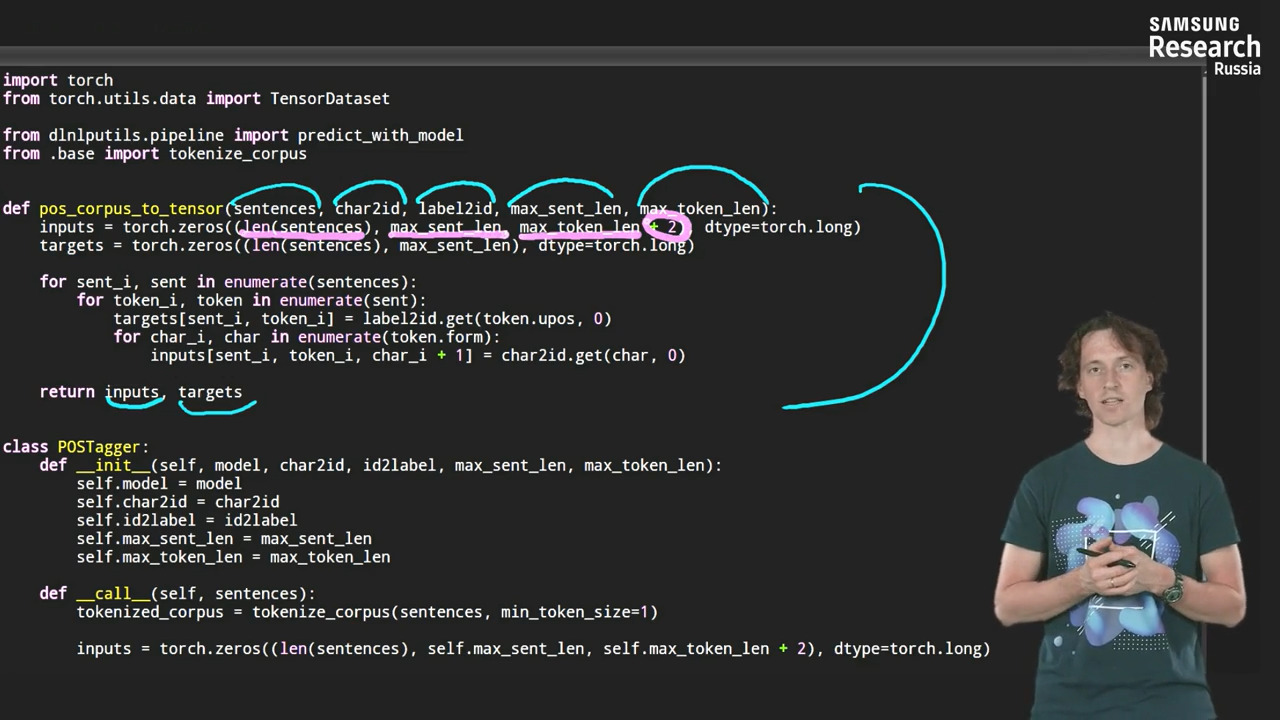 SAMSUNG
Research
Russia
import torch
from torch.utils.data import TensorDataset
from dlnlputils.pipeline import predict_with_model
from .base import tokenize_corpus
def pos_corpus_to_tensor(sentences, char2id, label2id, max_sent_len, max_token_len):
    inputs = torch.zeros((len(sentences), max_sent_len, max_token_len + 2), dtype=torch.long)
    targets = torch.zeros((len(sentences), max_sent_len), dtype=torch.long)
    for sent_i, sent in enumerate(sentences):
        for token_i, token in enumerate(sent):
            targets[sent_i, token_i] = label2id.get(token.upos, 0)
            for char_i, char in enumerate(token.form):
                inputs[sent_i, token_i, char_i + 1] = char2id.get(char, 0)
    return inputs, targets
class POSTagger:
    def __init__(self, model, char2id, id2label, max_sent_len, max_token_len):
        self.model = model
        self.char2id = char2id
        self.id2label = id2label
        self.max_sent_len = max_sent_len
        self.max_token_len = max_token_len
    def __call__(self, sentences):
        tokenized_corpus = tokenize_corpus(sentences, min_token_size=1)
        inputs = torch.zeros((len(sentences), self.max_sent_len, self.max_token_len + 2), dtype=torch.long)